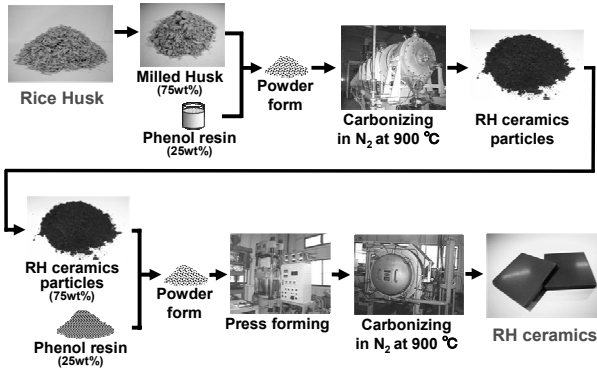 Rice Husk
Milled Husk
(75wt%)
Phenol resin
(25wt%)
Powder
form
Carbonizing
in N₂ at 900 ℃
RH ceramics
particles
RH ceramics
particles
(75wt%)
Phenol resin
(25wt%)
Powder
form
Press forming
Carbonizing
in N₂ at 900 ℃
RH ceramics